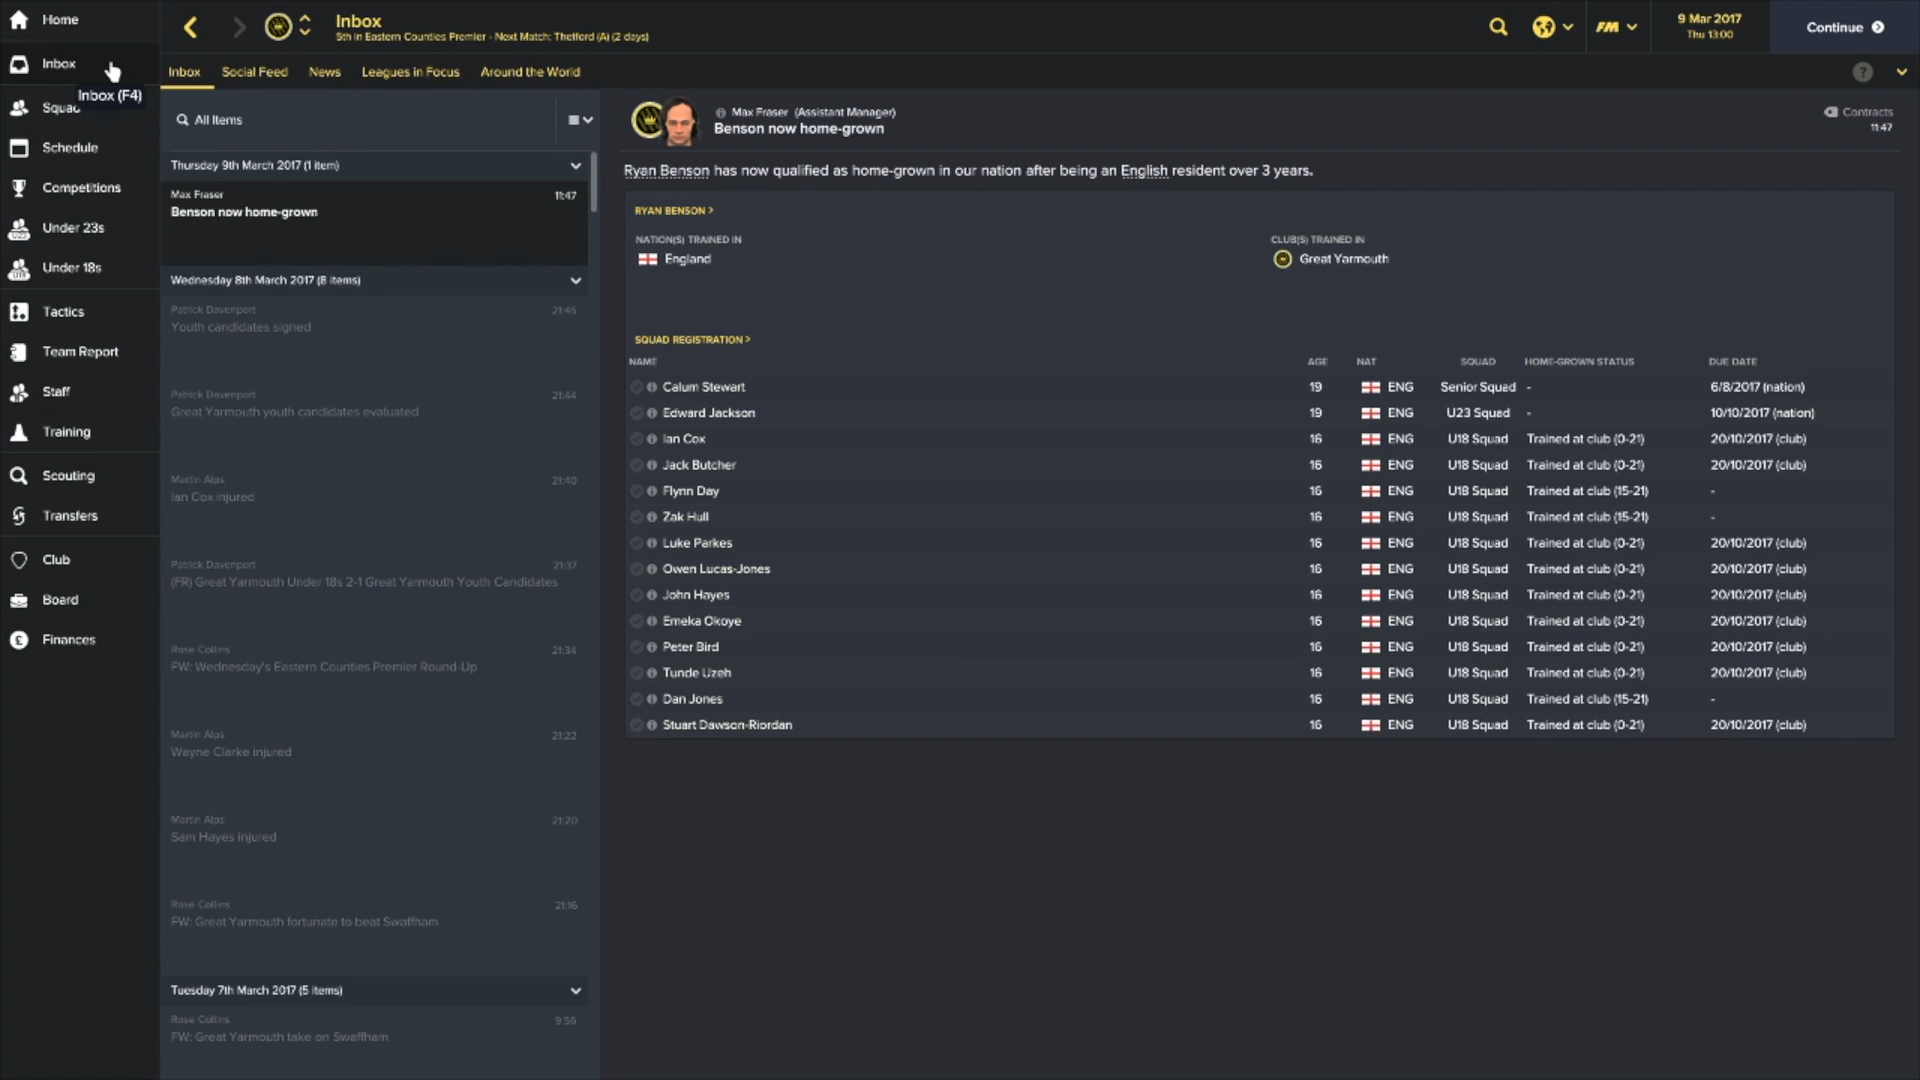 Home
Inbox
Inbox (F4)
Squad
Schedule
Competitions
Under 23s
Under 18s
Tactics
Team Report
Staff
Training
Scouting
Transfers
Club
Board
Finances
Inbox
5th in Eastern Counties Premier - Next Match: Thetford (A) (2 days)
FM
9 Mar 2017
Thu 13:00
Continue
Inbox Social Feed News Leagues in Focus Around the World
?
All Items
Thursday 9th March 2017 (1 item)
Max Fraser 11:47
Benson now home-grown
Wednesday 8th March 2017 (8 items)
Patrick Davenport 21:45
Youth candidates signed
Patrick Davenport 21:44
Great Yarmouth youth candidates evaluated
Martin Alps 21:40
Ian Cox injured
Patrick Davenport 21:37
(FR) Great Yarmouth Under 18s 2-1 Great Yarmouth Youth Candidates
Rose Collins 21:34
FW: Wednesday's Eastern Counties Premier Round-Up
Martin Alps 21:22
Wayne Clarke injured
Martin Alps 21:20
Sam Hayes injured
Rose Collins 21:16
FW: Great Yarmouth fortunate to beat Swaffham
Tuesday 7th March 2017 (5 items)
Rose Collins 9:56
FW: Great Yarmouth take on Swaffham
Max Fraser (Assistant Manager)
Benson now home-grown
Contracts
11:47
Ryan Benson has now qualified as home-grown in our nation after being an English resident over 3 years.
RYAN BENSON >
NATION(S) TRAINED IN CLUB(S) TRAINED IN
England Great Yarmouth
SQUAD REGISTRATION >
NAME AGE NAT SQUAD HOME-GROWN STATUS DUE DATE
Calum Stewart 19 ENG Senior Squad - 6/8/2017 (nation)
Edward Jackson 19 ENG U23 Squad - 10/10/2017 (nation)
Ian Cox 16 ENG U18 Squad Trained at club (0-21) 20/10/2017 (club)
Jack Butcher 16 ENG U18 Squad Trained at club (0-21) 20/10/2017 (club)
Flynn Day 16 ENG U18 Squad Trained at club (15-21) -
Zak Hull 16 ENG U18 Squad Trained at club (15-21) -
Luke Parkes 16 ENG U18 Squad Trained at club (0-21) 20/10/2017 (club)
Owen Lucas-Jones 16 ENG U18 Squad Trained at club (0-21) 20/10/2017 (club)
John Hayes 16 ENG U18 Squad Trained at club (0-21) 20/10/2017 (club)
Emeka Okoye 16 ENG U18 Squad Trained at club (0-21) 20/10/2017 (club)
Peter Bird 16 ENG U18 Squad Trained at club (0-21) 20/10/2017 (club)
Tunde Uzeh 16 ENG U18 Squad Trained at club (0-21) 20/10/2017 (club)
Dan Jones 16 ENG U18 Squad Trained at club (15-21) -
Stuart Dawson-Riordan 16 ENG U18 Squad Trained at club (0-21) 20/10/2017 (club)